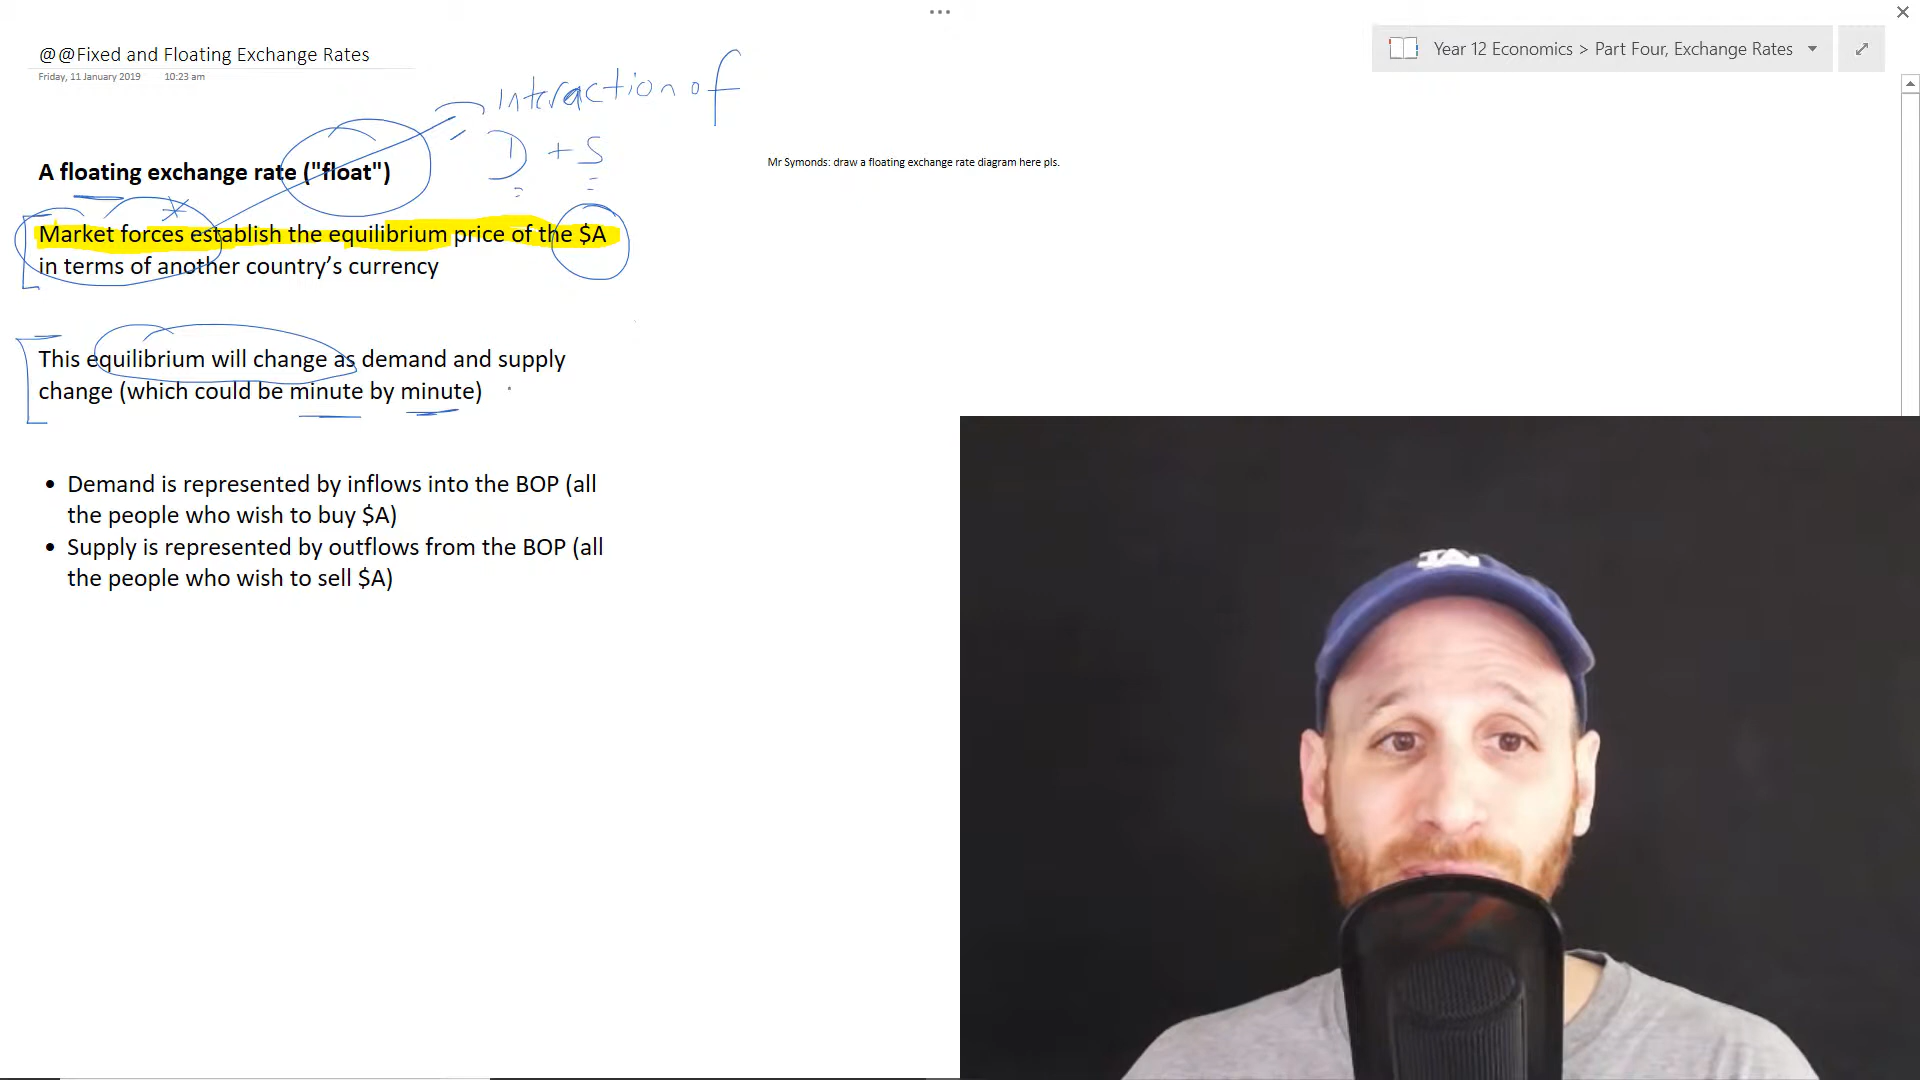 @@Fixed and Floating Exchange Rates
Friday, 11 January 2019 10:23 am
Year 12 Economics > Part Four, Exchange Rates
Interaction of
D + S
A floating exchange rate ("float")
Mr Symonds: draw a floating exchange rate diagram here pls.
Market forces establish the equilibrium price of the $A
in terms of another country’s currency
This equilibrium will change as demand and supply
change (which could be minute by minute)
• Demand is represented by inflows into the BOP (all
the people who wish to buy $A)
• Supply is represented by outflows from the BOP (all
the people who wish to sell $A)
LA